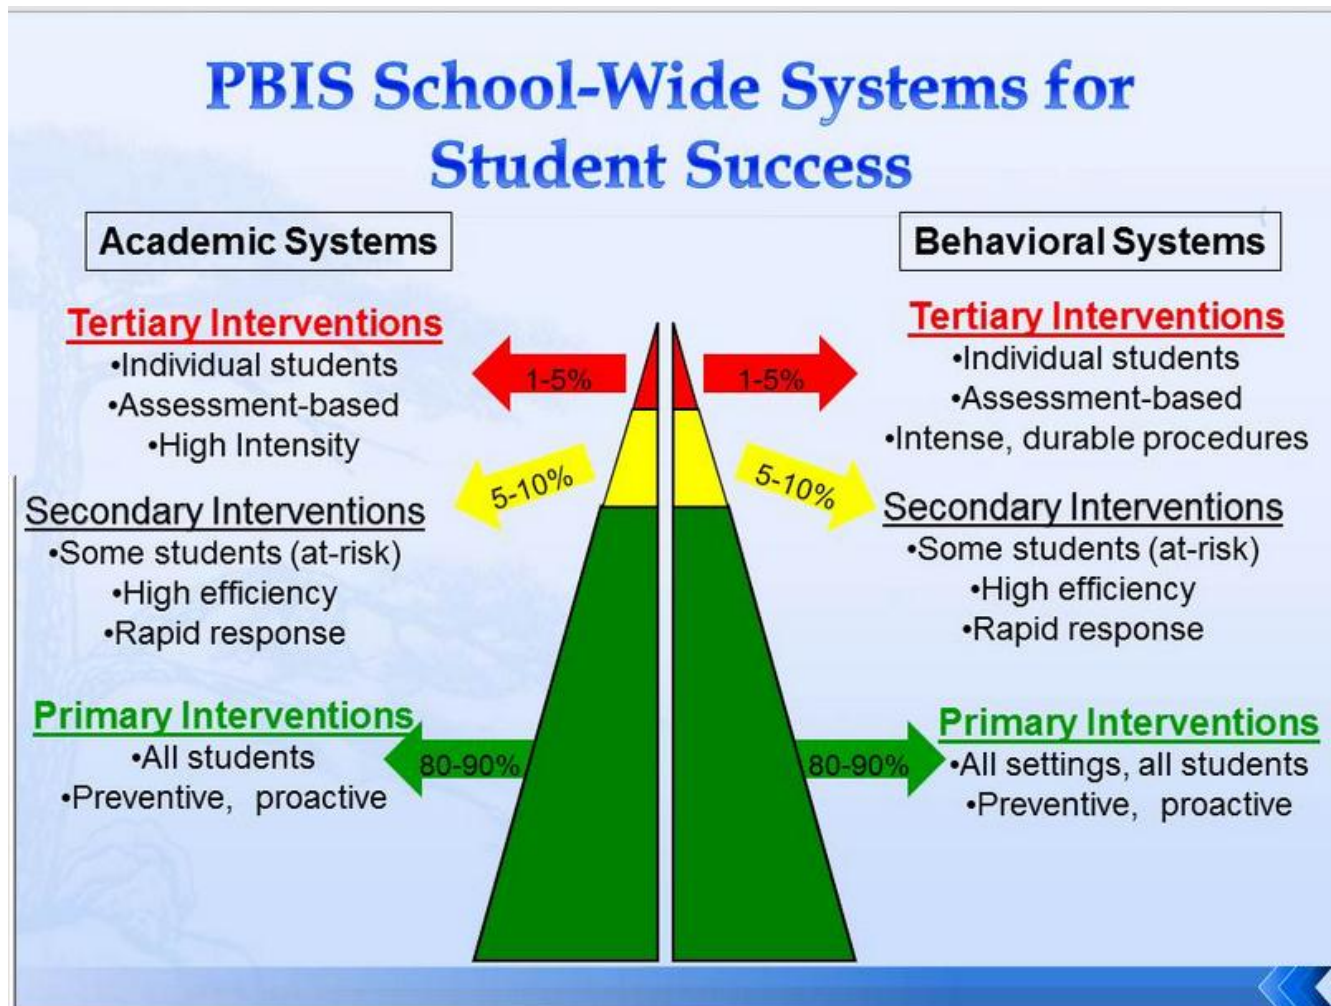 PBIS School-Wide Systems for
Student Success
Academic Systems
Tertiary Interventions
•Individual students
•Assessment-based
•High Intensity
1-5%
Secondary Interventions
•Some students (at-risk)
•High efficiency
•Rapid response
5-10%
Primary Interventions
•All students
•Preventive, proactive
80-90%
Behavioral Systems
Tertiary Interventions
•Individual students
•Assessment-based
•Intense, durable procedures
1-5%
Secondary Interventions
•Some students (at-risk)
•High efficiency
•Rapid response
5-10%
Primary Interventions
•All settings, all students
•Preventive, proactive
80-90%